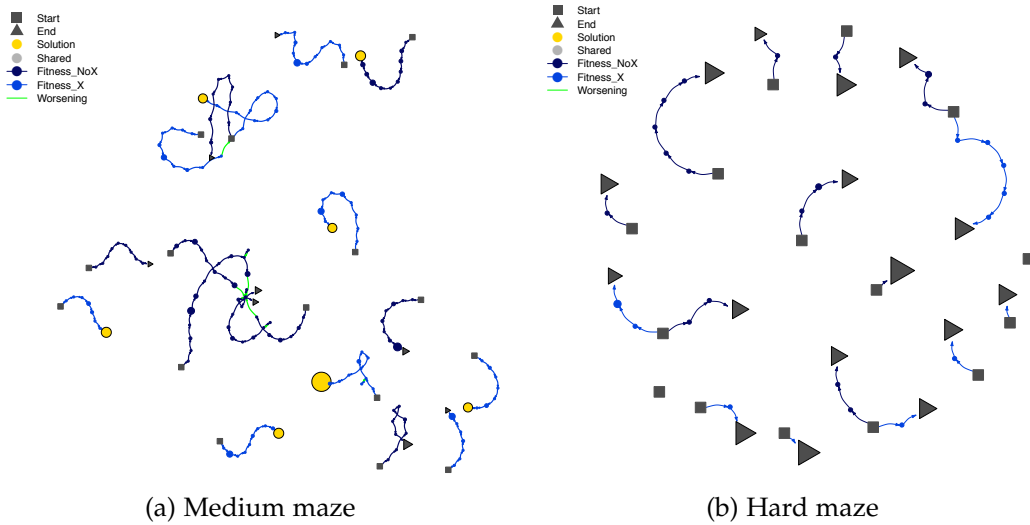 Start
End
Solution
Shared
Fitness_NoX
Fitness_X
Worsening
(a) Medium maze
Start
End
Solution
Shared
Fitness_NoX
Fitness_X
Worsening
(b) Hard maze